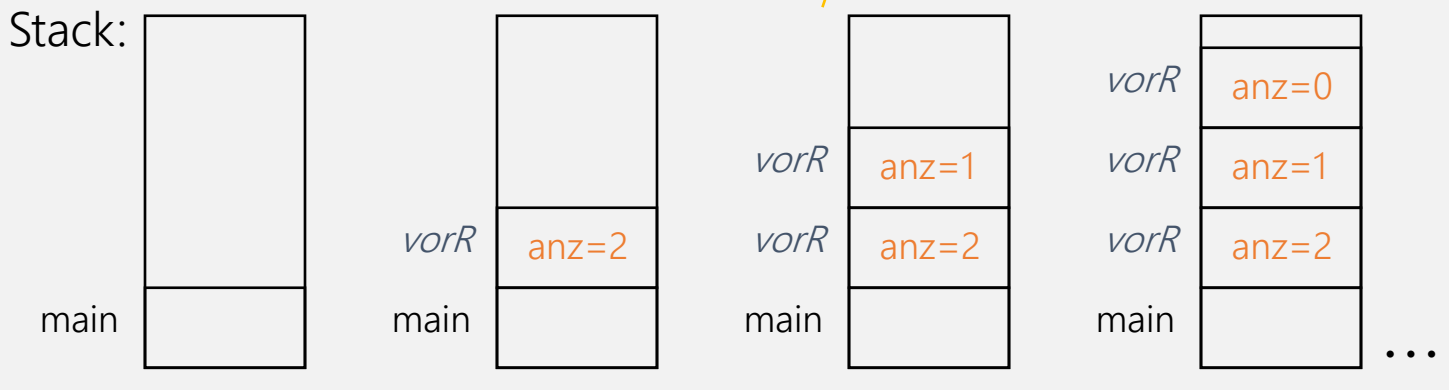 Stack:
vorR anz=0
vorR anz=1 vorR anz=1
vorR anz=2 vorR anz=2 vorR anz=2
main main main main ...